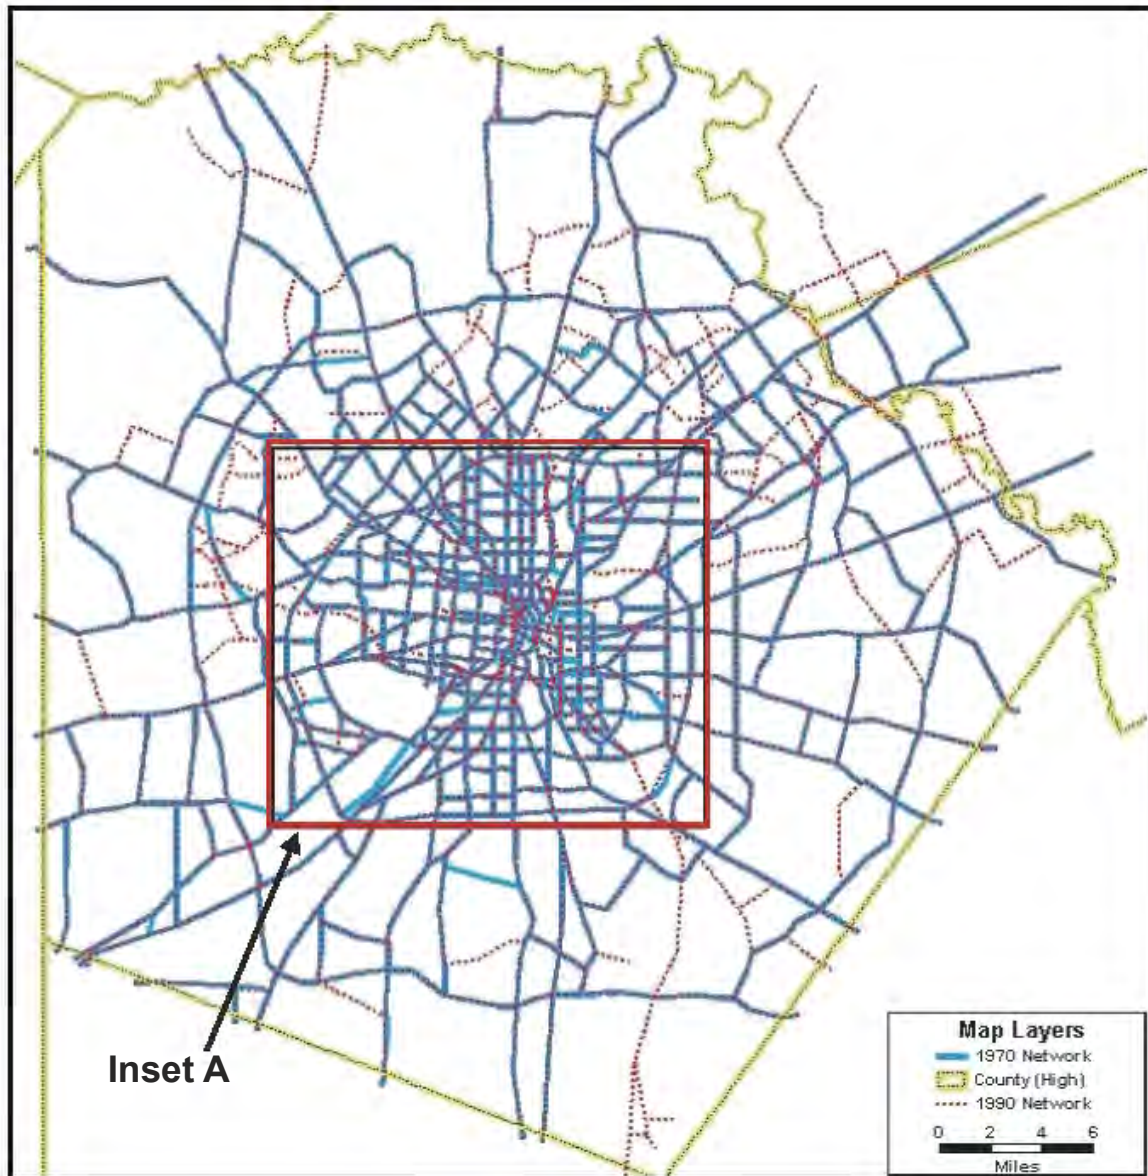 Inset A
Map Layers
1970 Network
County (High)
1990 Network
0 2 4 6
Miles